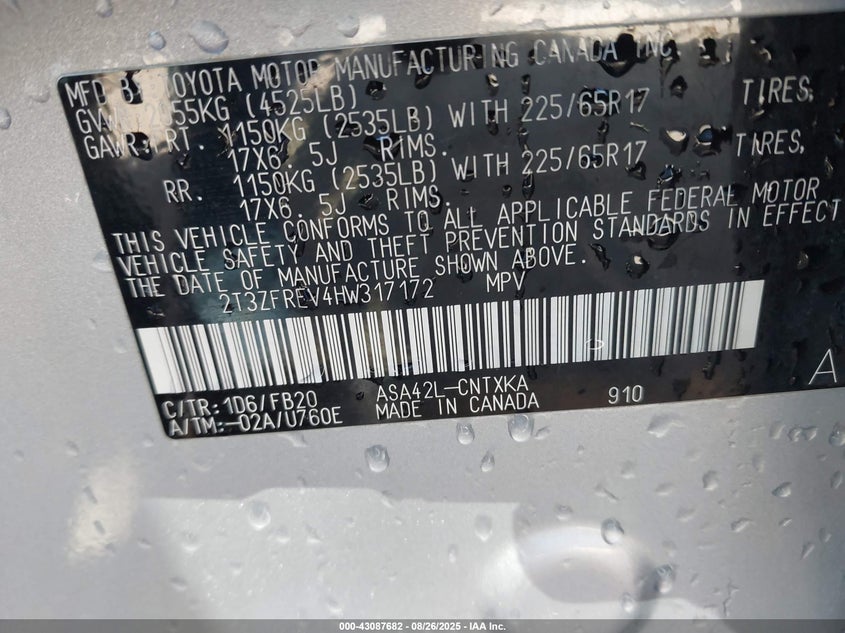 MFD BY TOYOTA MOTOR MANUFACTURING CANADA INC
GVWR 2055KG (4525LB)
GAWR:FRT. 1150KG (2535LB) WITH 225/65R17 TIRES,
17X6. 5J RIMS.
RR. 1150KG (2535LB) WITH 225/65R17 TIRES,
17X6. 5J RIMS.
THIS VEHICLE CONFORMS TO ALL APPLICABLE FEDERAL MOTOR
VEHICLE SAFETY AND THEFT PREVENTION STANDARDS IN EFFECT
THE DATE OF MANUFACTURE SHOWN ABOVE.
2T3ZFREV4HW317172 MPV
C/TR: 1D6/FB20 ASA42L-CNTXKA 910 A
A/TM:-02A/U760E MADE IN CANADA
000-43087682 - 08/26/2025 - IAA Inc.